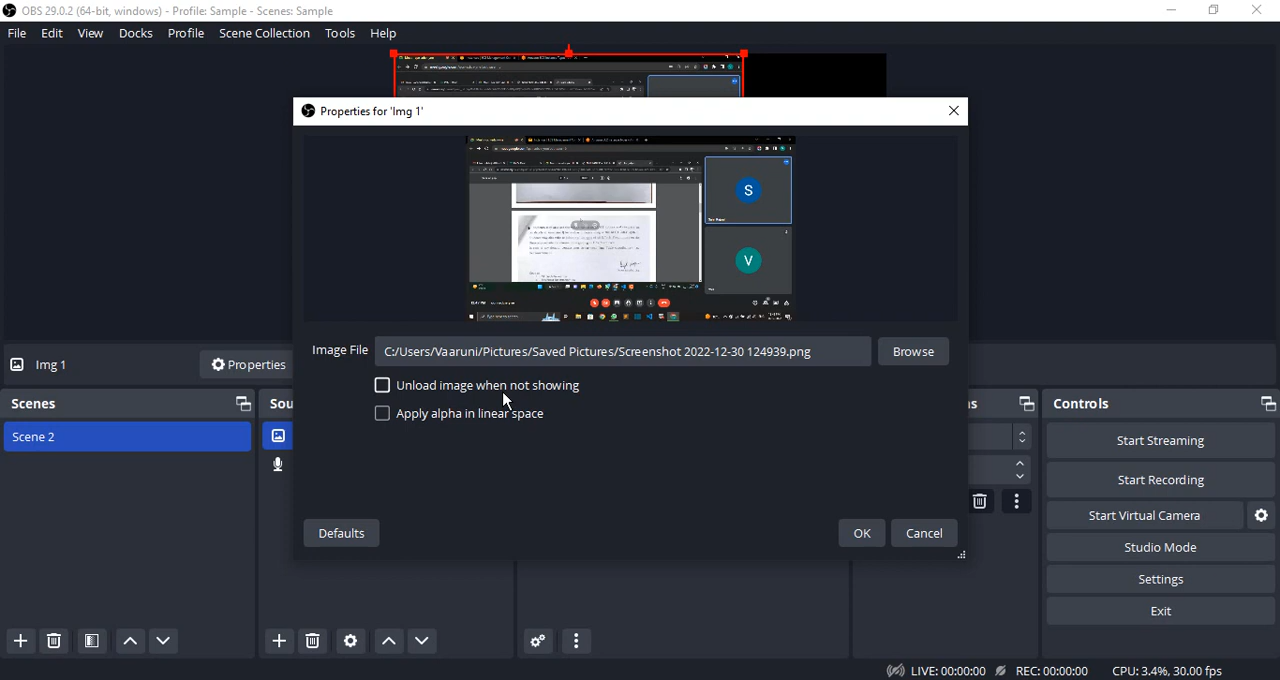 OBS 29.0.2 (64-bit, windows) - Profile: Sample - Scenes: Sample
File Edit View Docks Profile Scene Collection Tools Help
Properties for 'Img 1'
S
V
Image File C:/Users/Vaaruni/Pictures/Saved Pictures/Screenshot 2022-12-30 124939.png Browse
Img 1 Properties
Unload image when not showing
Apply alpha in linear space
Scenes Sou ns Controls
Scene 2
Start Streaming
Start Recording
Start Virtual Camera
Defaults OK Cancel
Studio Mode
Settings
Exit
LIVE: 00:00:00 REC: 00:00:00 CPU: 3.4%, 30.00 fps